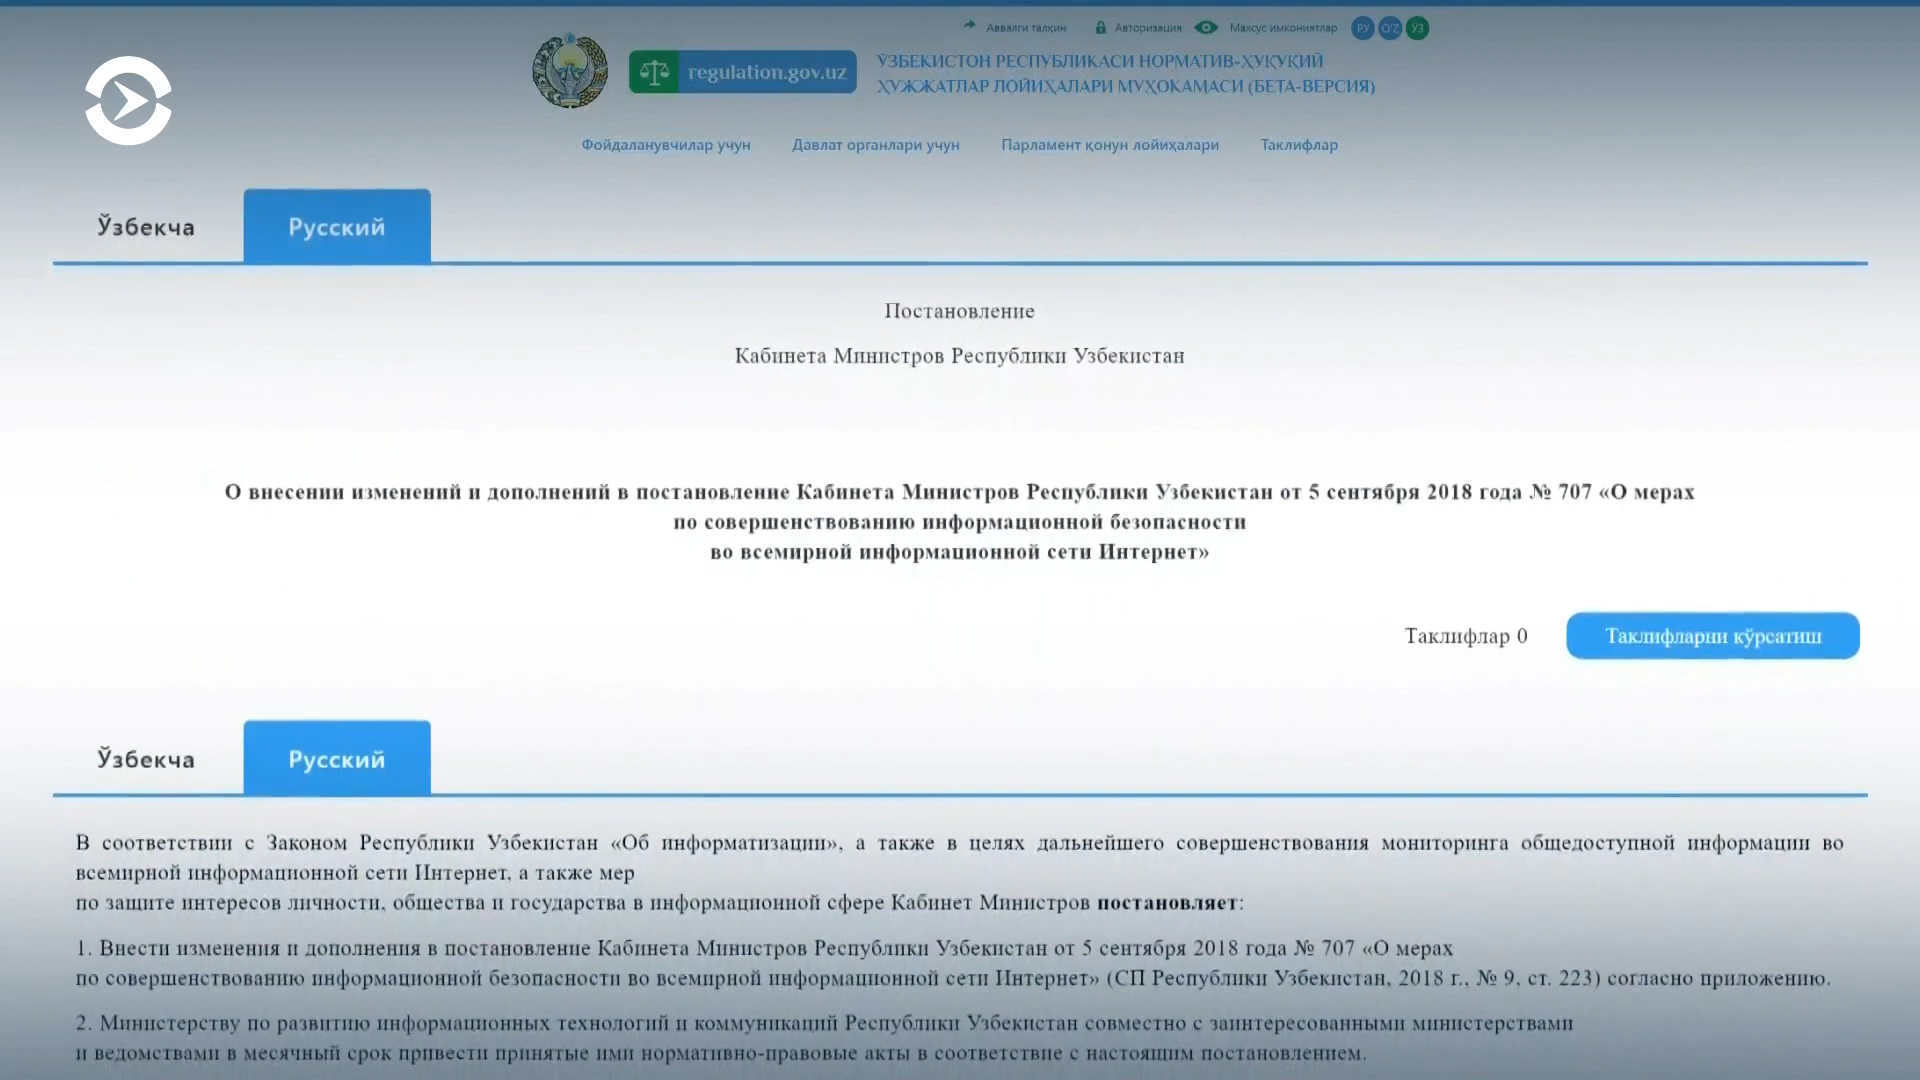 Аввалги талқин Авторизация Махсус имкониятлар РУ O'Z ЎЗ
regulation.gov.uz
ЎЗБЕКИСТОН РЕСПУБЛИКАСИ НОРМАТИВ-ҲУҚУҚИЙ
ҲУЖЖАТЛАР ЛОЙИҲАЛАРИ МУҲОКАМАСИ (БЕТА-ВЕРСИЯ)
Фойдаланувчилар учун Давлат органлари учун Парламент қонун лойиҳалари Таклифлар
Ўзбекча Русский
Постановление
Кабинета Министров Республики Узбекистан
О внесении изменений и дополнений в постановление Кабинета Министров Республики Узбекистан от 5 сентября 2018 года № 707 «О мерах
по совершенствованию информационной безопасности
во всемирной информационной сети Интернет»
Таклифлар 0 Таклифларни кўрсатиш
Ўзбекча Русский
В соответствии с Законом Республики Узбекистан «Об информатизации», а также в целях дальнейшего совершенствования мониторинга общедоступной информации во
всемирной информационной сети Интернет, а также мер
по защите интересов личности, общества и государства в информационной сфере Кабинет Министров постановляет:
1. Внести изменения и дополнения в постановление Кабинета Министров Республики Узбекистан от 5 сентября 2018 года № 707 «О мерах
по совершенствованию информационной безопасности во всемирной информационной сети Интернет» (СП Республики Узбекистан, 2018 г., № 9, ст. 223) согласно приложению.
2. Министерству по развитию информационных технологий и коммуникаций Республики Узбекистан совместно с заинтересованными министерствами
и ведомствами в месячный срок привести принятые ими нормативно-правовые акты в соответствие с настоящим постановлением.